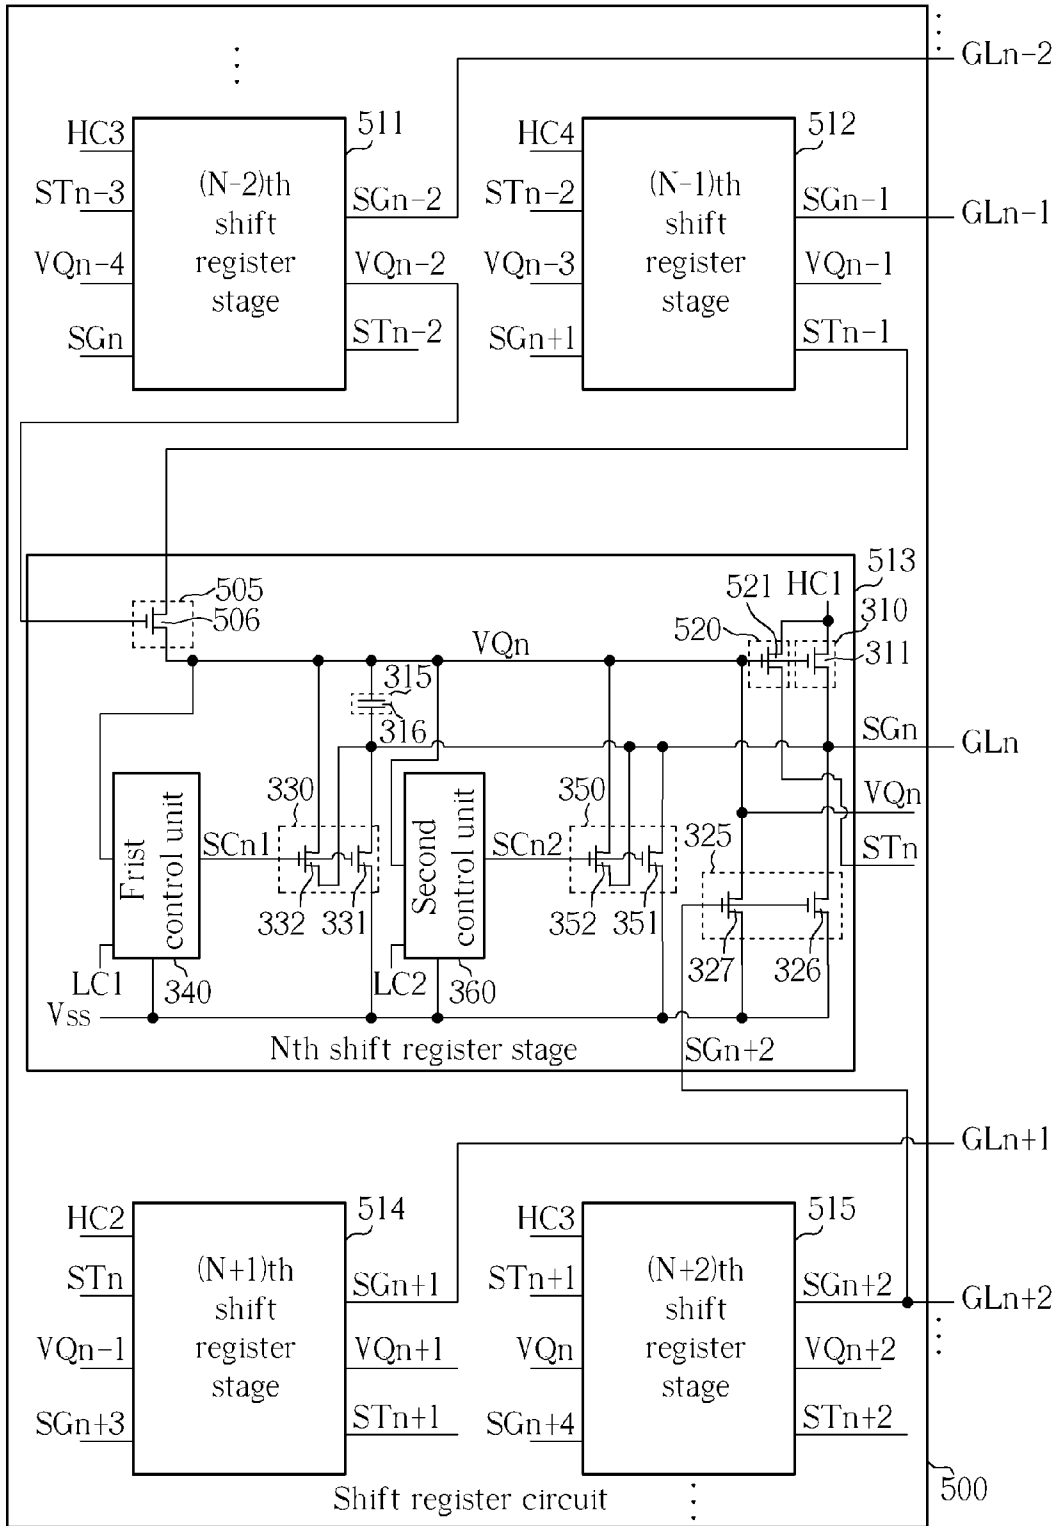 GLn-2
HC3
511
HC4
512
STn-3
(N-2)th
shift
register
stage
SGn-2
STn-2
(N-1)th
shift
register
stage
SGn-1
GLn-1
VQn-4
VQn-2
VQn-3
VQn-1
SGn
STn-2
SGn+1
STn-1
505
506
513
521
HC1
520
310
311
VQn
315
316
SGn
GLn
330
350
VQn
Frist
control unit
SCn1
Second
control unit
SCn2
325
STn
332
331
352
351
327
326
LC1
340
LC2
360
Vss
Nth shift register stage
SGn+2
GLn+1
HC2
514
HC3
515
STn
(N+1)th
shift
register
stage
SGn+1
STn+1
(N+2)th
shift
register
stage
SGn+2
GLn+2
VQn-1
VQn+1
VQn
VQn+2
SGn+3
STn+1
SGn+4
STn+2
500
Shift register circuit